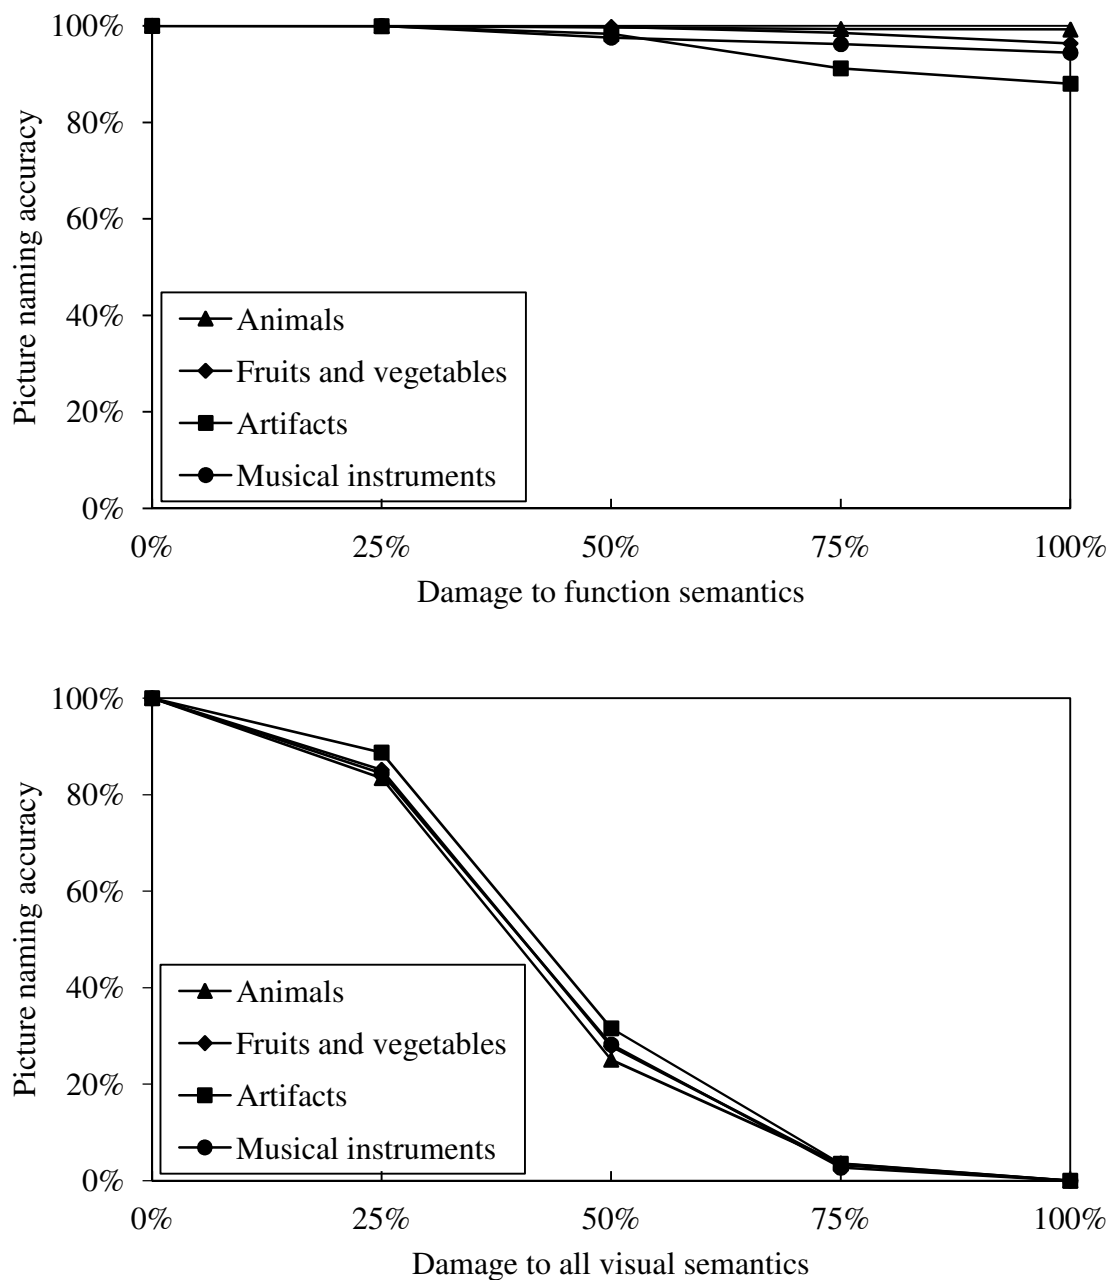 100%
80%
60%
40%
20%
0%
Picture naming accuracy
Animals
Fruits and vegetables
Artifacts
Musical instruments
0% 25% 50% 75% 100%
Damage to function semantics
100%
80%
60%
40%
20%
0%
Picture naming accuracy
Animals
Fruits and vegetables
Artifacts
Musical instruments
0% 25% 50% 75% 100%
Damage to all visual semantics